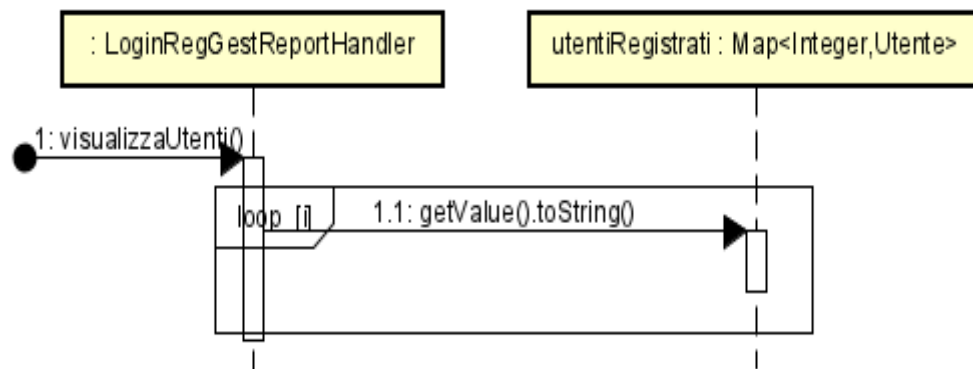 : LoginRegGestReportHandler
utentiRegistrati : Map<Integer,Utente>
1: visualizzaUtenti()
loop [i]
1.1: getValue().toString()